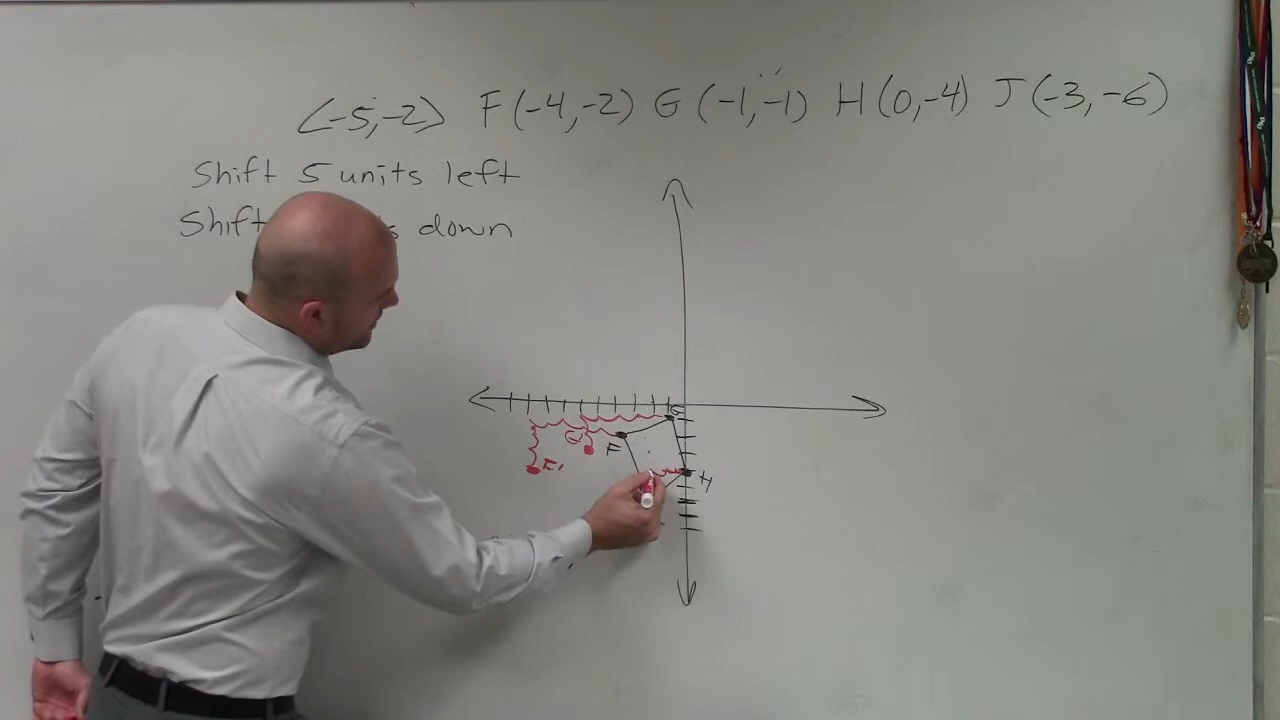 <-5,-2> F(-4,-2) G(-1,-1) H(0,-4) J(-3,-6)
Shift 5 units left
Shift down
G
G'
F
F'
H